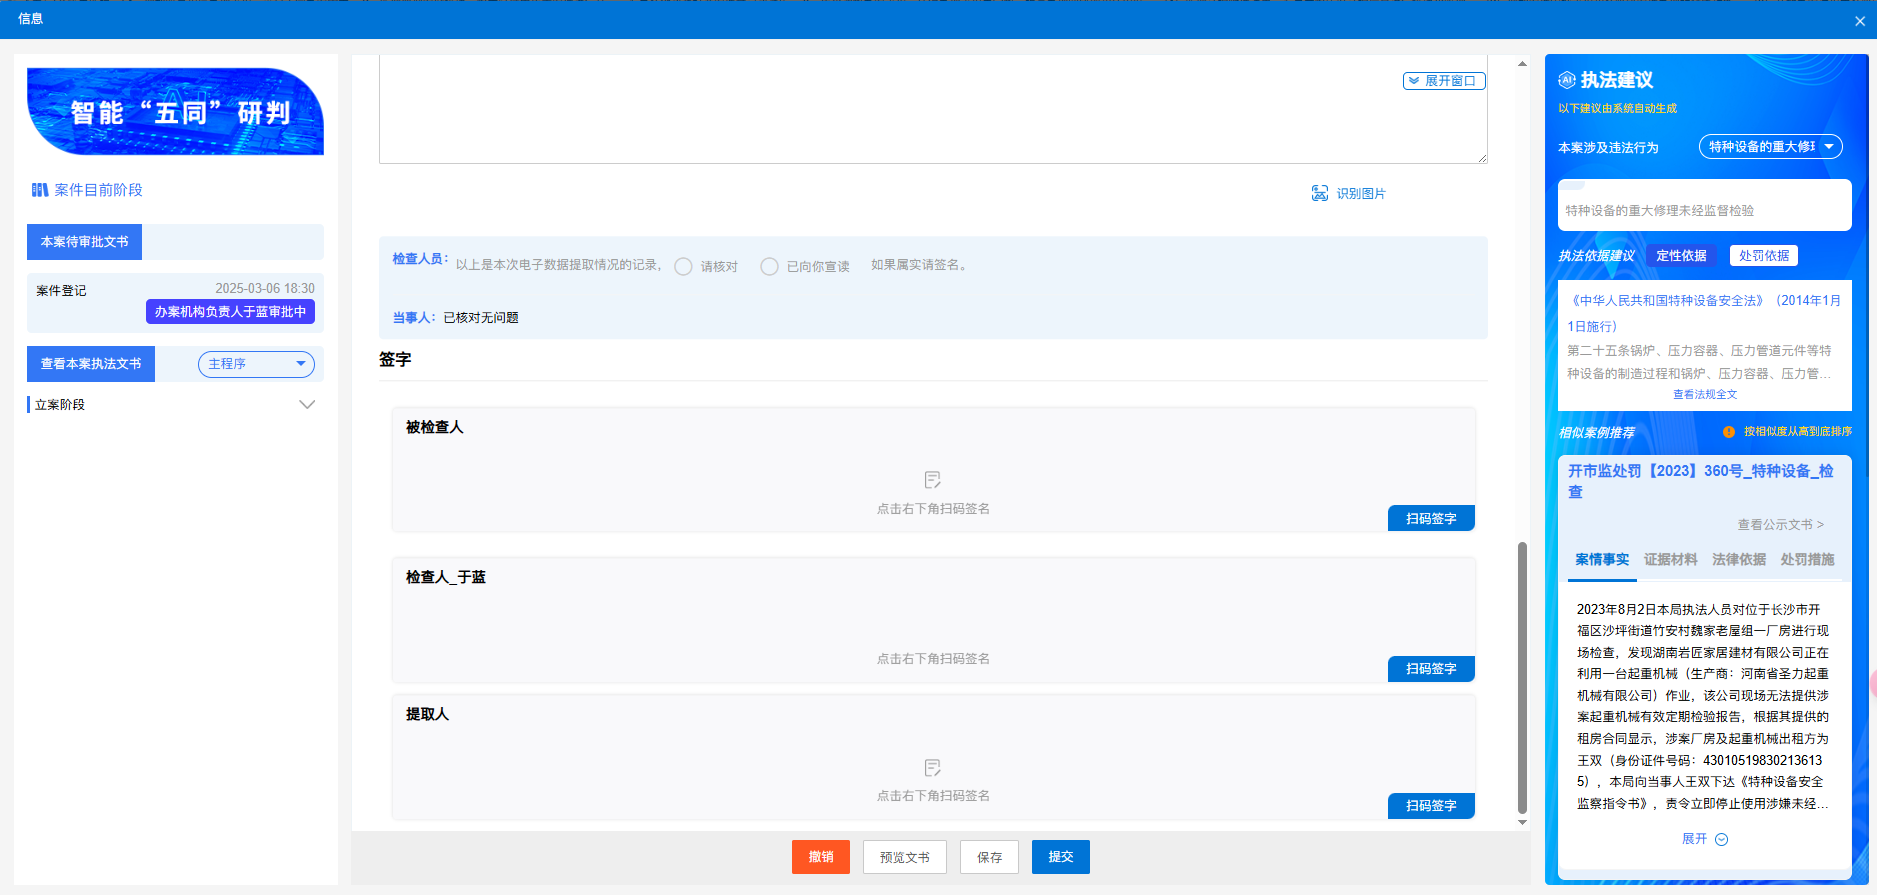 信息
智能“五同”研判
案件目前阶段
本案待审批文书
案件登记
2025-03-06 18:30
办案机构负责人于蓝审批中
查看本案执法文书
主程序
立案阶段
展开窗口
识别图片
检查人员：
以上是本次电子数据提取情况的记录，
请核对
已向你宣读
如果属实请签名。
当事人：
已核对无问题
签字
被检查人
点击右下角扫码签名
扫码签字
检查人_于蓝
点击右下角扫码签名
扫码签字
提取人
点击右下角扫码签名
扫码签字
撤销
预览文书
保存
提交
AI
执法建议
以下建议由系统自动生成
本案涉及违法行为
特种设备的重大修
特种设备的重大修理未经监督检验
执法依据建议
定性依据
处罚依据
《中华人民共和国特种设备安全法》（2014年1月
1日施行）
第二十五条锅炉、压力容器、压力管道元件等特
种设备的制造过程和锅炉、压力容器、压力管…
查看法规全文
相似案例推荐
按相似度从高到底排序
开市监处罚【2023】360号_特种设备_检
查
查看公示文书 >
案情事实
证据材料
法律依据
处罚措施
2023年8月2日本局执法人员对位于长沙市开
福区沙坪街道竹安村魏家老屋组一厂房进行现
场检查，发现湖南岩匠家居建材有限公司正在
利用一台起重机械（生产商：河南省圣力起重
机械有限公司）作业，该公司现场无法提供涉
案起重机械有效定期检验报告，根据其提供的
租房合同显示，涉案厂房及起重机械出租方为
王双（身份证件号码：43010519830213613
5），本局向当事人王双下达《特种设备安全
监察指令书》，责令立即停止使用涉嫌未经…
展开